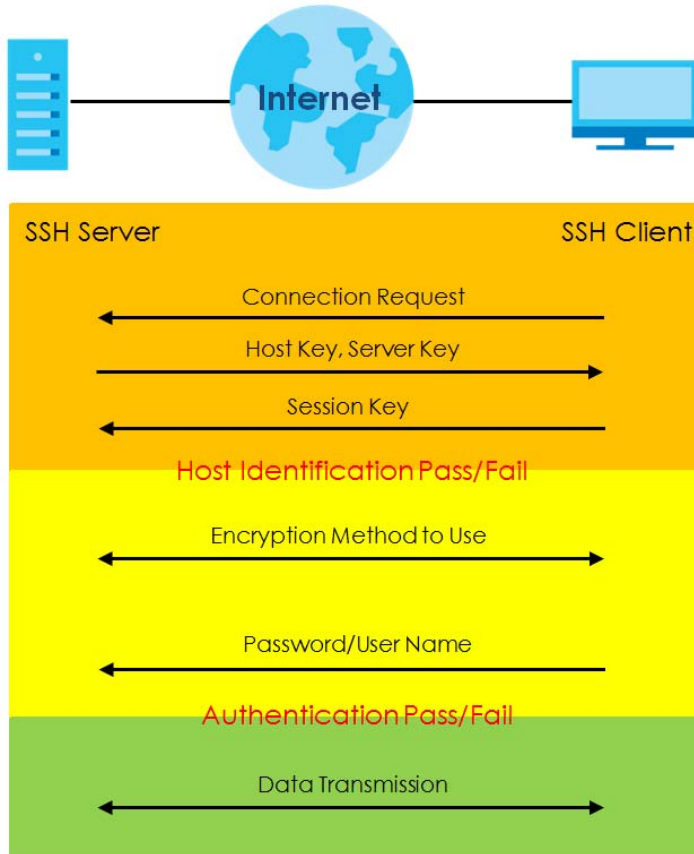 Internet
SSH Server
SSH Client
Connection Request
Host Key, Server Key
Session Key
Host Identification Pass/Fail
Encryption Method to Use
Password/User Name
Authentication Pass/Fail
Data Transmission